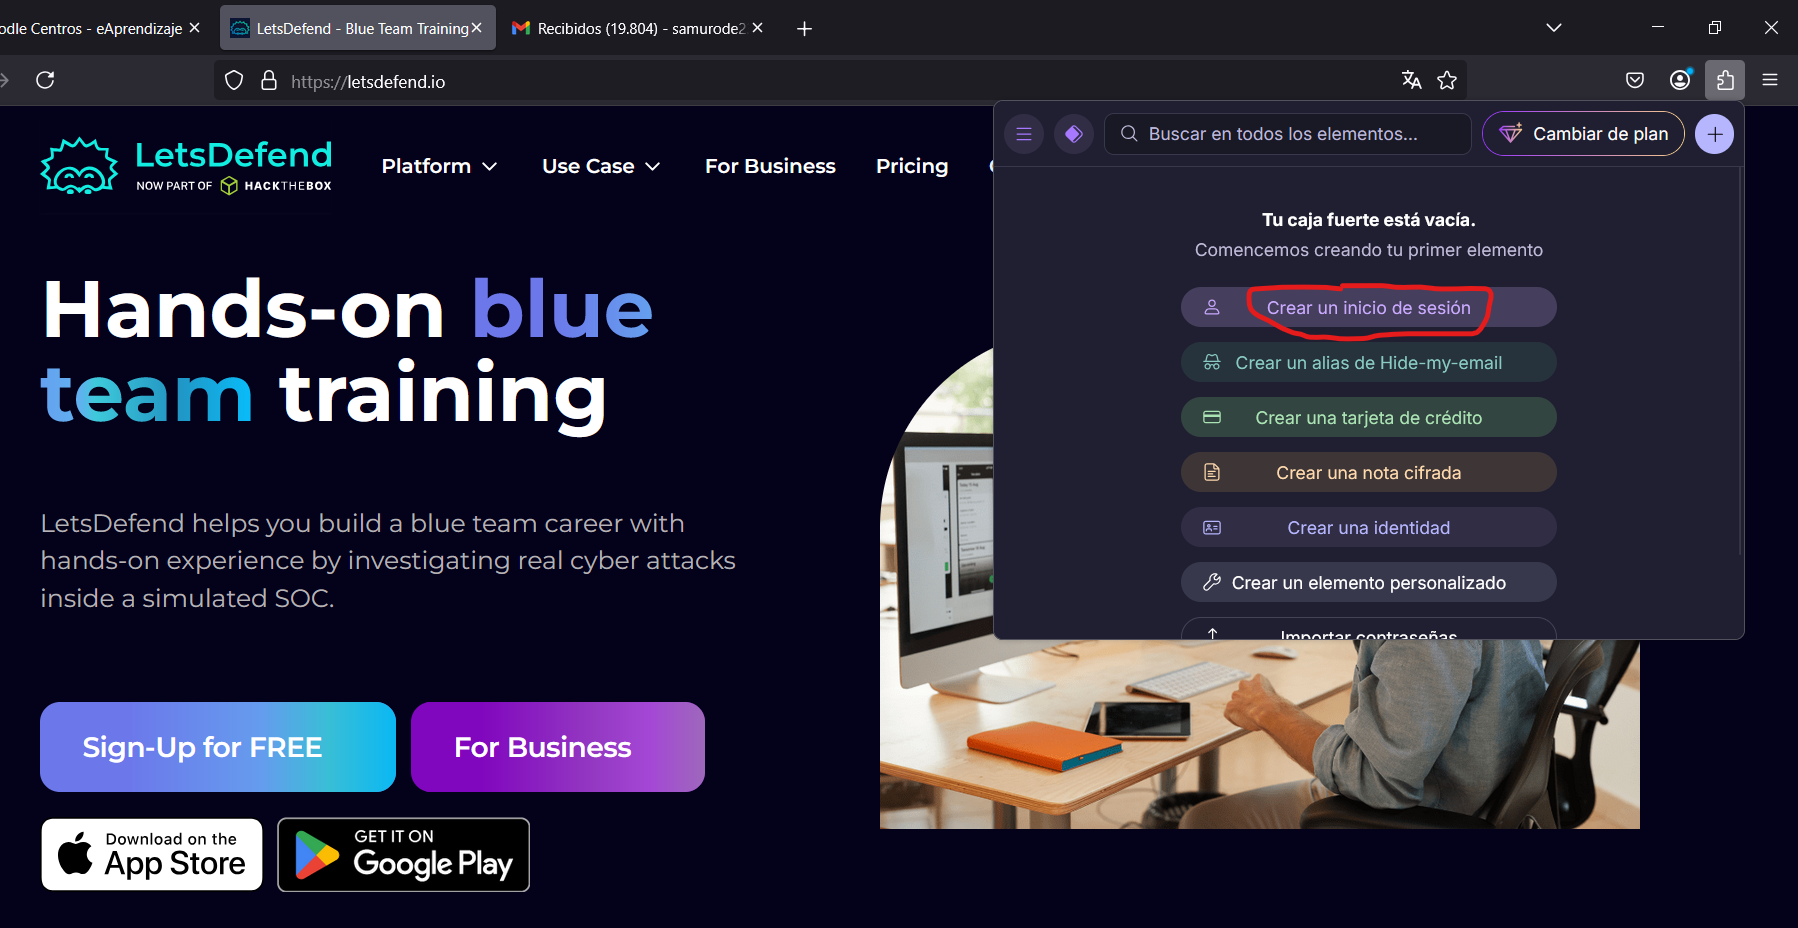 odle Centros - eAprendizaje
LetsDefend - Blue Team Training
Recibidos (19.804) - samurode2
https://letsdefend.io
LetsDefend
NOW PART OF HACKTHEBOX
Platform
Use Case
For Business
Pricing
Buscar en todos los elementos...
Cambiar de plan
Tu caja fuerte está vacía.
Comencemos creando tu primer elemento
Crear un inicio de sesión
Crear un alias de Hide-my-email
Crear una tarjeta de crédito
Crear una nota cifrada
Crear una identidad
Crear un elemento personalizado
Importar contraseñas
Hands-on blue
team training
LetsDefend helps you build a blue team career with
hands-on experience by investigating real cyber attacks
inside a simulated SOC.
Sign-Up for FREE
For Business
Download on the
App Store
GET IT ON
Google Play